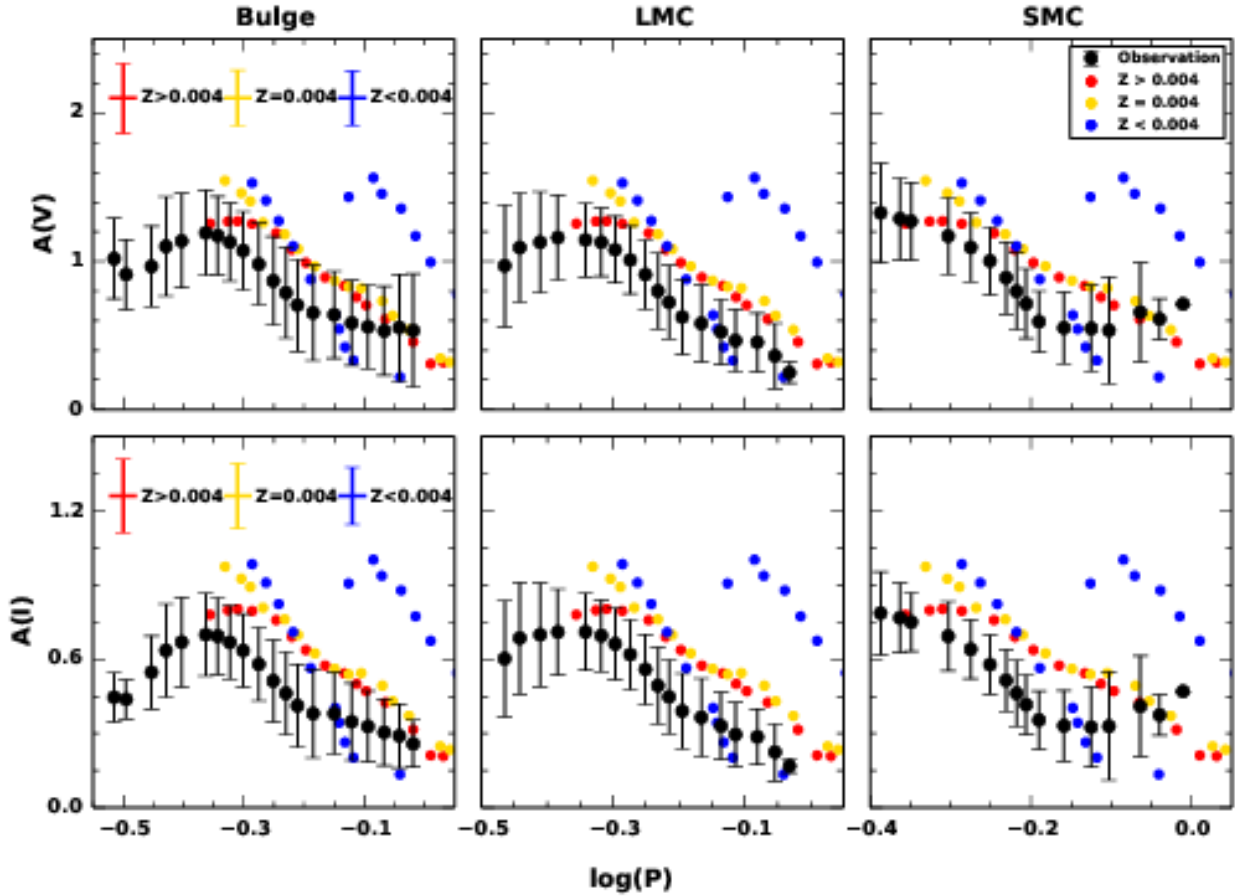 Bulge LMC SMC
A(V)
2
1
0
Z>0.004 Z=0.004 Z<0.004
Observation
Z > 0.004
Z = 0.004
Z < 0.004
A(I)
1.2
0.6
0.0
Z>0.004 Z=0.004 Z<0.004
−0.5 −0.3 −0.1 −0.5 −0.3 −0.1 −0.4 −0.2 0.0
log(P)